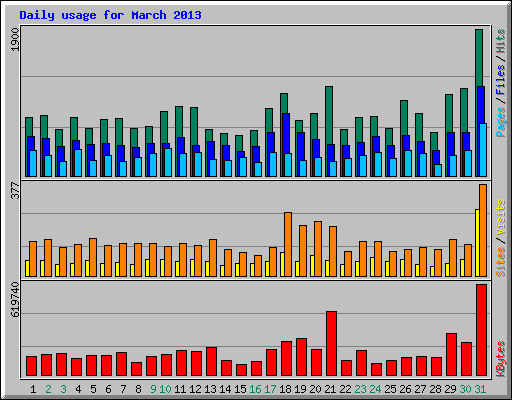 Daily usage for March 2013
1900
Pages / Files / Hits
377
Sites / Visits
619740
KBytes
1 2 3 4 5 6 7 8 9 10 11 12 13 14 15 16 17 18 19 20 21 22 23 24 25 26 27 28 29 30 31